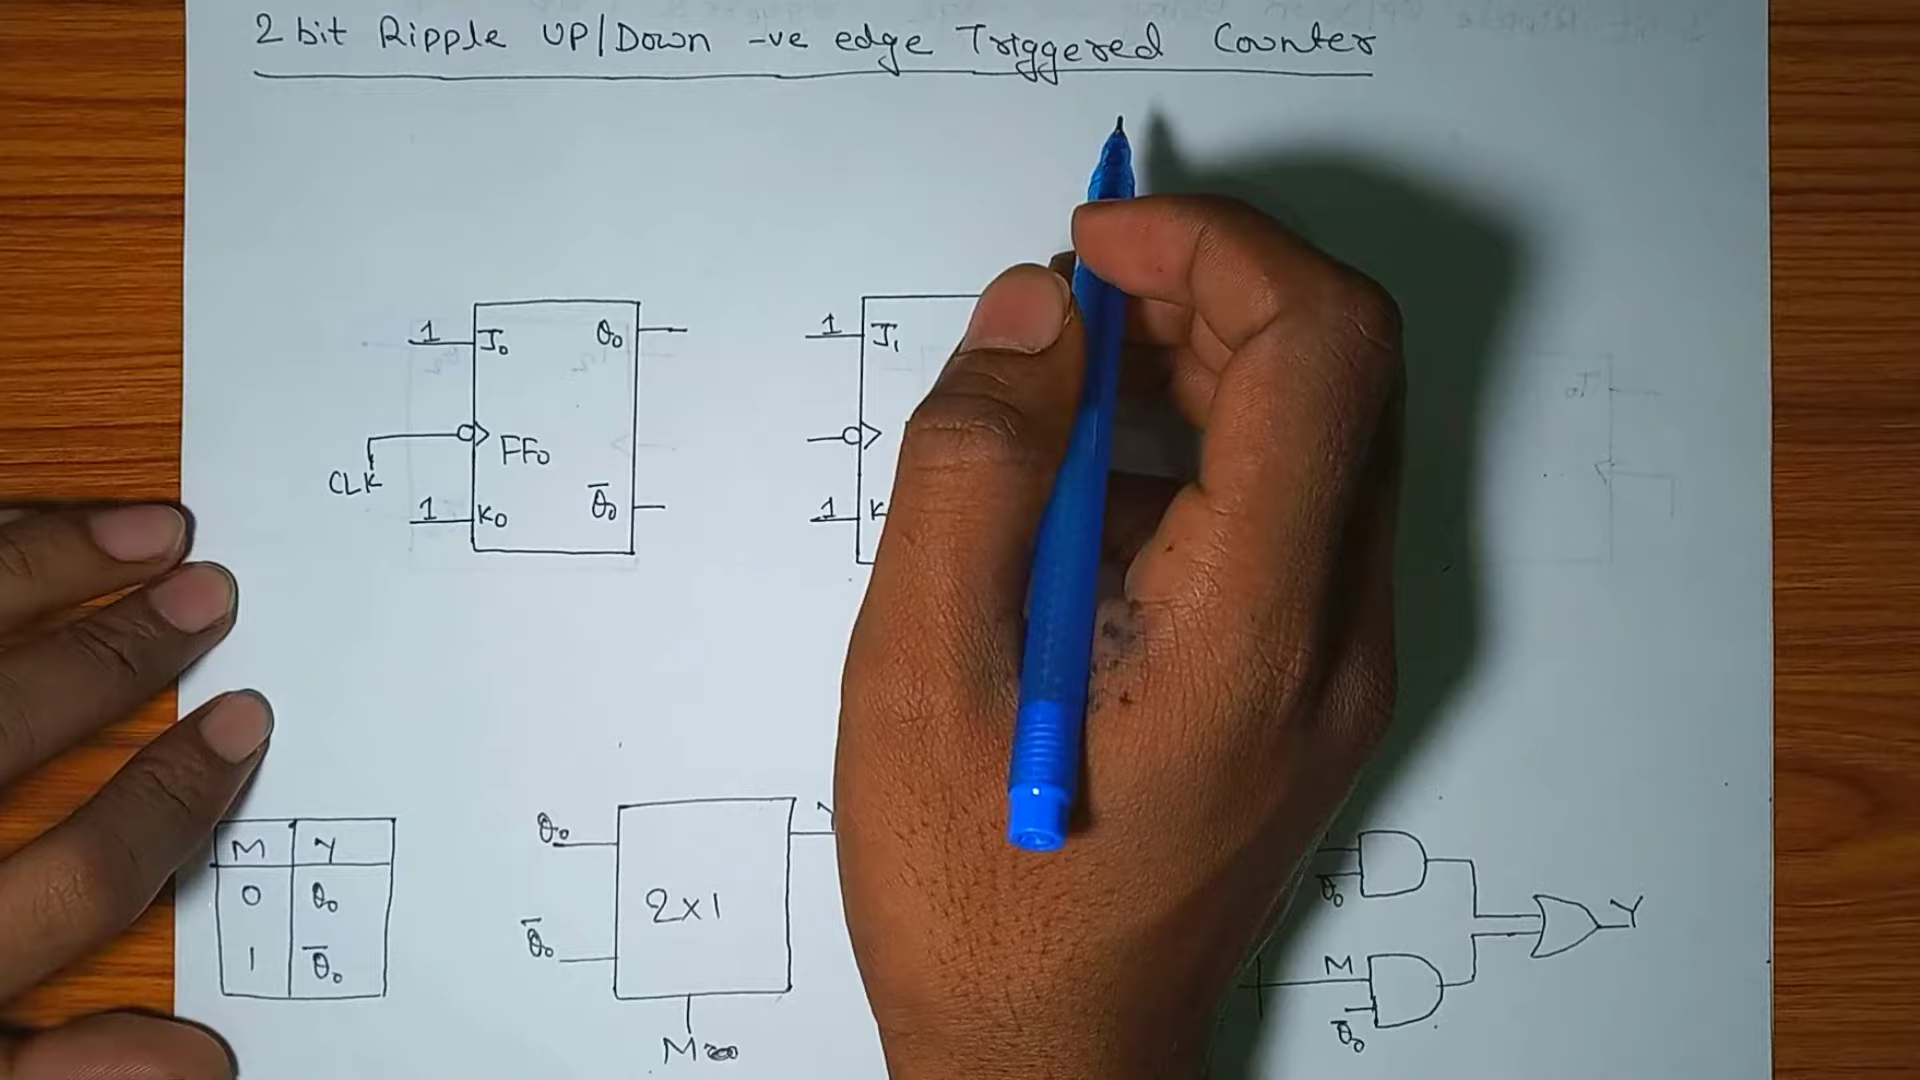 2 bit Ripple UP/Down -ve edge Triggered Counter
1 J₀ Q₀
CLK FF₀
1 K₀ Q̅₀
1 J₁
1 K
M Y
0 Q₀
1 Q̅₀
Q₀
Q̅₀
2x1
M
Q₀
M
Q̅₀
Y